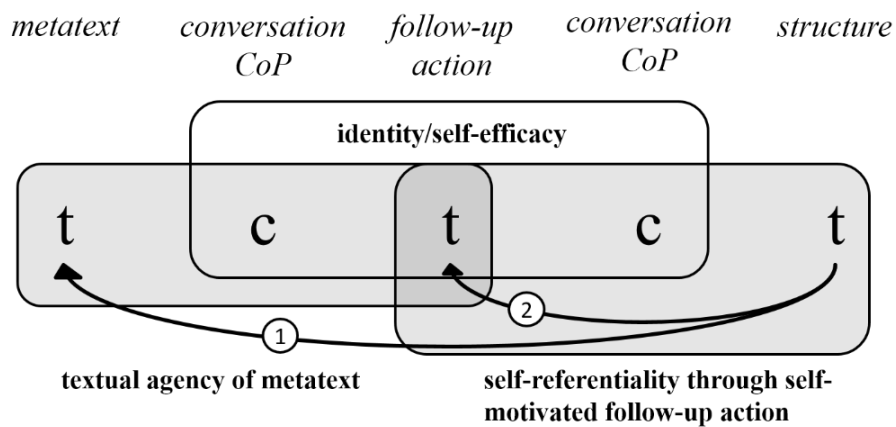 metatext conversation follow-up conversation structure
CoP action CoP
identity/self-efficacy
t c t c t
2
1
textual agency of metatext self-referentiality through self-
motivated follow-up action